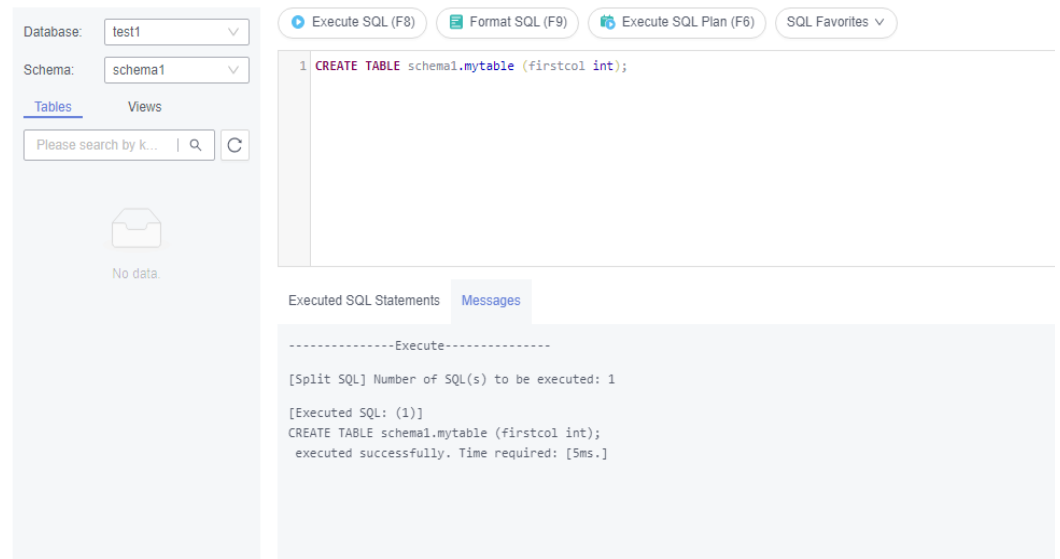 Database:
test1
Schema:
schema1
Tables
Views
Please search by k...
No data.
Execute SQL (F8)
Format SQL (F9)
Execute SQL Plan (F6)
SQL Favorites
1 CREATE TABLE schema1.mytable (firstcol int);
Executed SQL Statements
Messages
---------------Execute---------------
[Split SQL] Number of SQL(s) to be executed: 1
[Executed SQL: (1)]
CREATE TABLE schema1.mytable (firstcol int);
executed successfully. Time required: [5ms.]